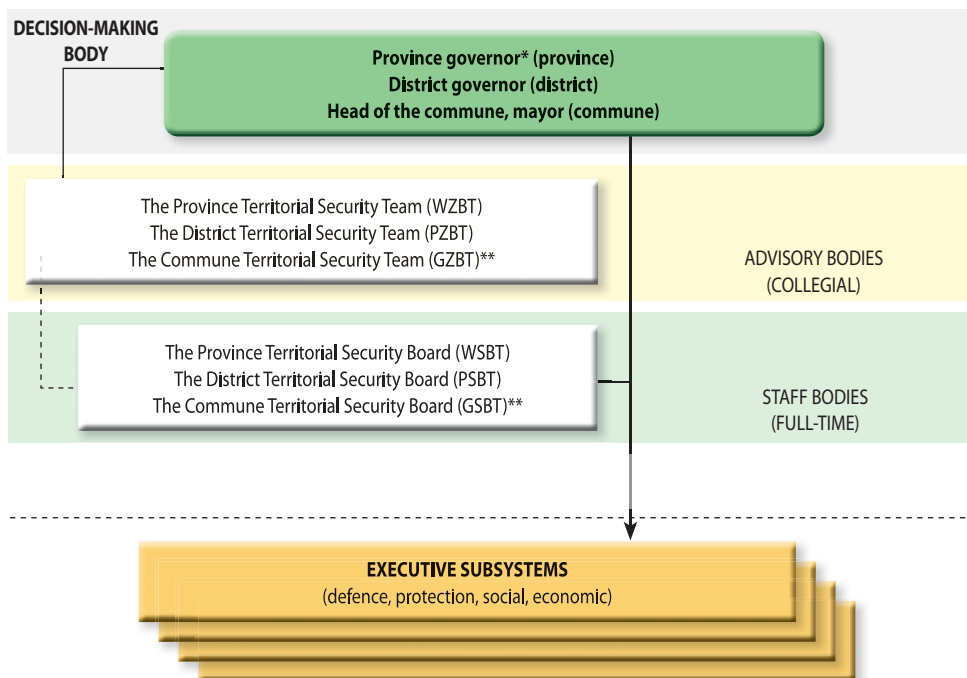 DECISION-MAKING
BODY
Province governor* (province)
District governor (district)
Head of the commune, mayor (commune)
The Province Territorial Security Team (WZBT)
The District Territorial Security Team (PZBT)
The Commune Territorial Security Team (GZBT)**
ADVISORY BODIES
(COLLEGIAL)
The Province Territorial Security Board (WSBT)
The District Territorial Security Board (PSBT)
The Commune Territorial Security Board (GSBT)**
STAFF BODIES
(FULL-TIME)
EXECUTIVE SUBSYSTEMS
(defence, protection, social, economic)